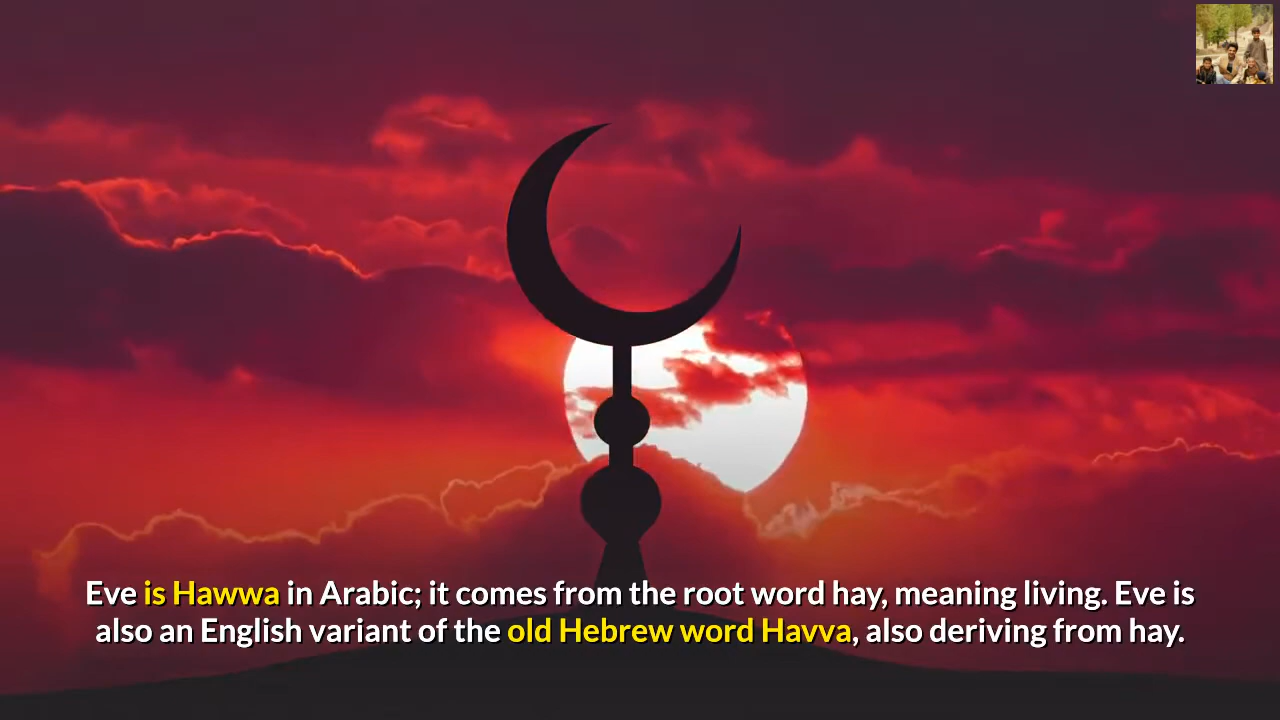 Eve is Hawwa in Arabic; it comes from the root word hay, meaning living. Eve is
also an English variant of the old Hebrew word Havva, also deriving from hay.